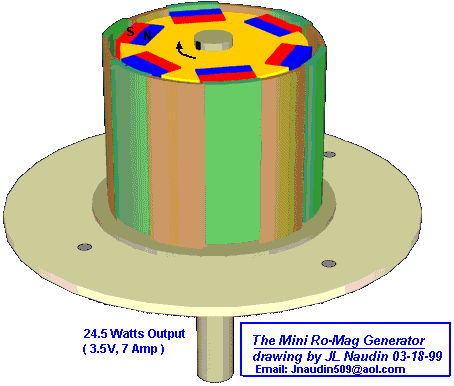 S N
24.5 Watts Output
( 3.5V, 7 Amp )
The Mini Ro-Mag Generator
drawing by JL Naudin 03-18-99
Email: Jnaudin509@aol.com